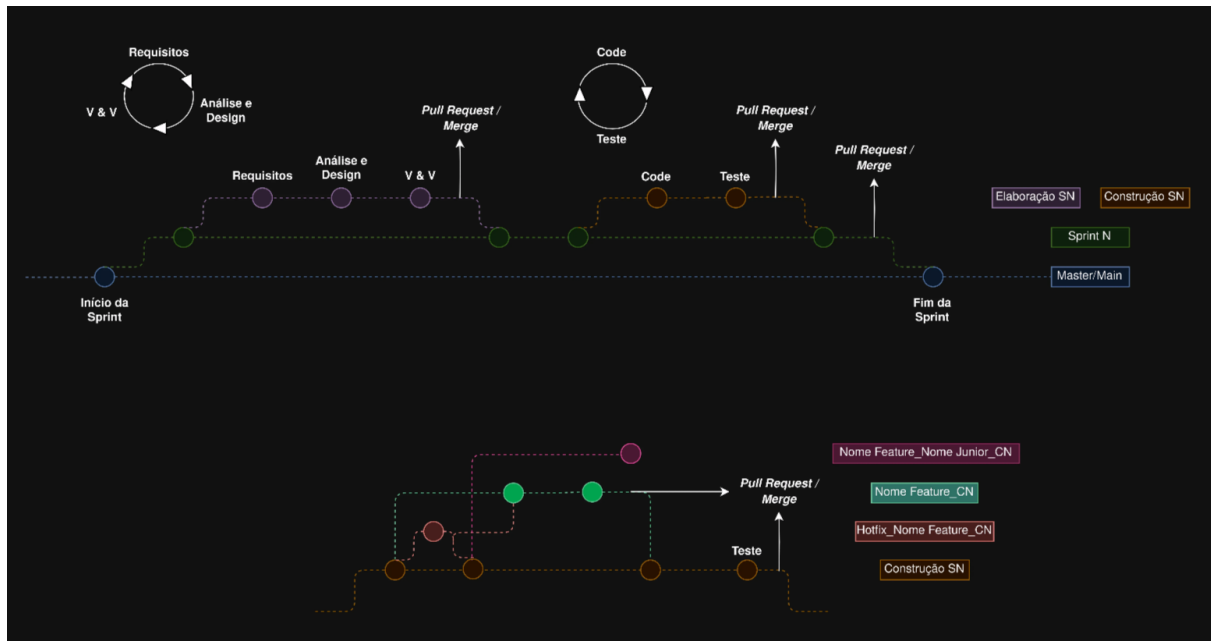 Requisitos
V & V
Análise e
Design
Code
Teste
Requisitos
Análise e
Design
V & V
Pull Request /
Merge
Code
Teste
Pull Request /
Merge
Pull Request /
Merge
Elaboração SN
Construção SN
Sprint N
Master/Main
Início da
Sprint
Fim da
Sprint
Nome Feature_Nome Junior_CN
Pull Request /
Merge
Nome Feature_CN
Hotfix_Nome Feature_CN
Teste
Construção SN